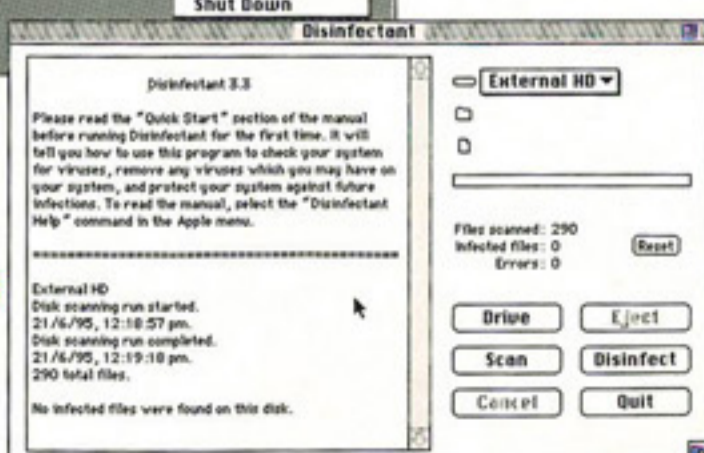 Shut Down
Disinfectant
Disinfectant 3.3
Please read the "Quick Start" section of the manual
before running Disinfectant for the first time. It will
tell you how to use this program to check your system
for viruses, remove any viruses which you may have on
your system, and protect your system against future
infections. To read the manual, select the "Disinfectant
Help" command in the Apple menu.
External HD
Disk scanning run started.
21/6/95, 12:18:57 pm.
Disk scanning run completed.
21/6/95, 12:19:18 pm.
290 total files.
No infected files were found on this disk.
External HD
Files scanned: 290
Infected files: 0
Errors: 0
Reset
Drive
Eject
Scan
Disinfect
Cancel
Quit